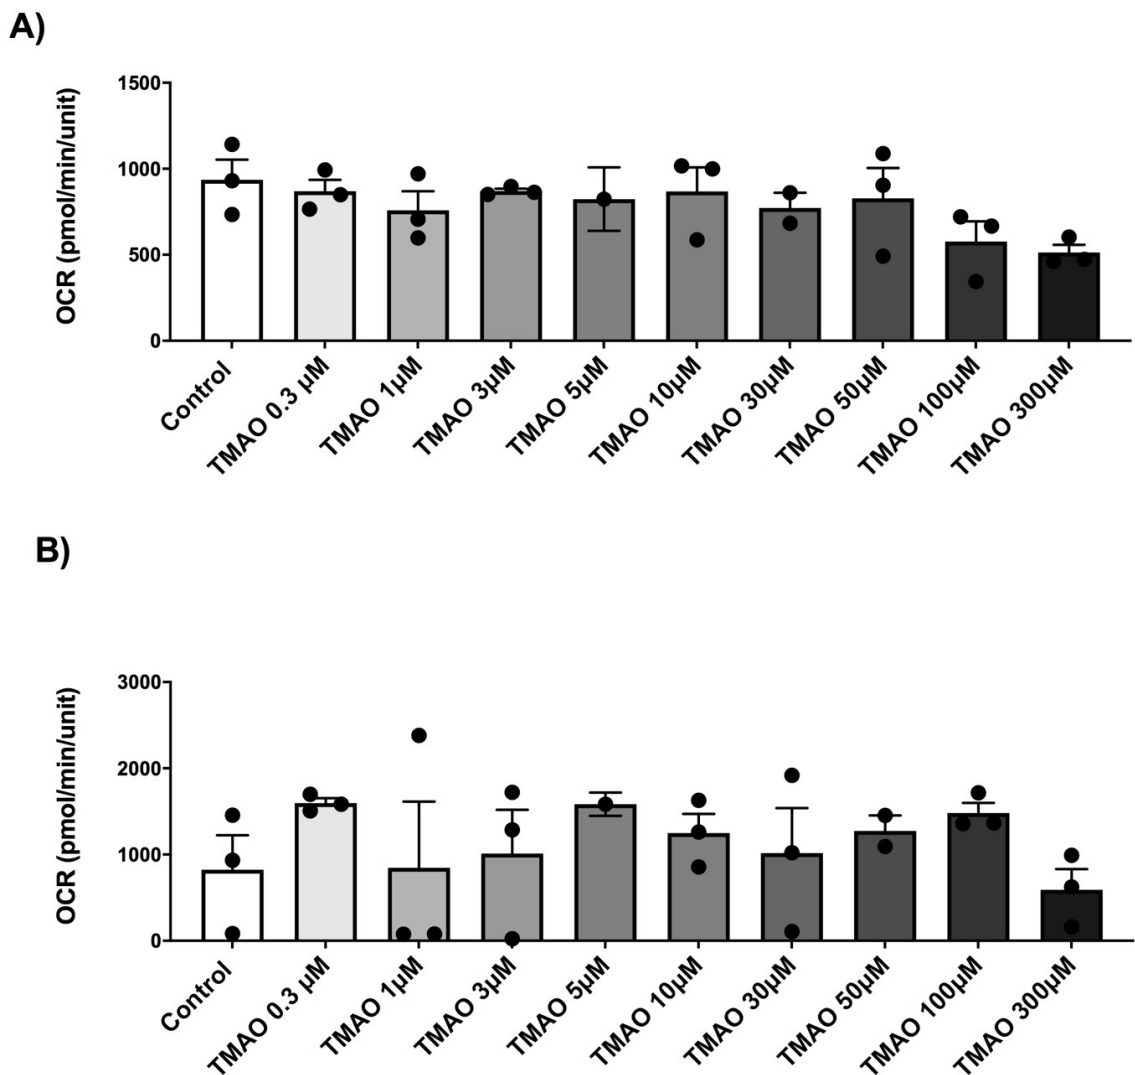 A)
OCR (pmol/min/unit)
1500
1000
500
0
Control
TMAO 0.3 µM
TMAO 1µM
TMAO 3µM
TMAO 5µM
TMAO 10µM
TMAO 30µM
TMAO 50µM
TMAO 100µM
TMAO 300µM
B)
OCR (pmol/min/unit)
3000
2000
1000
0
Control
TMAO 0.3 µM
TMAO 1µM
TMAO 3µM
TMAO 5µM
TMAO 10µM
TMAO 30µM
TMAO 50µM
TMAO 100µM
TMAO 300µM